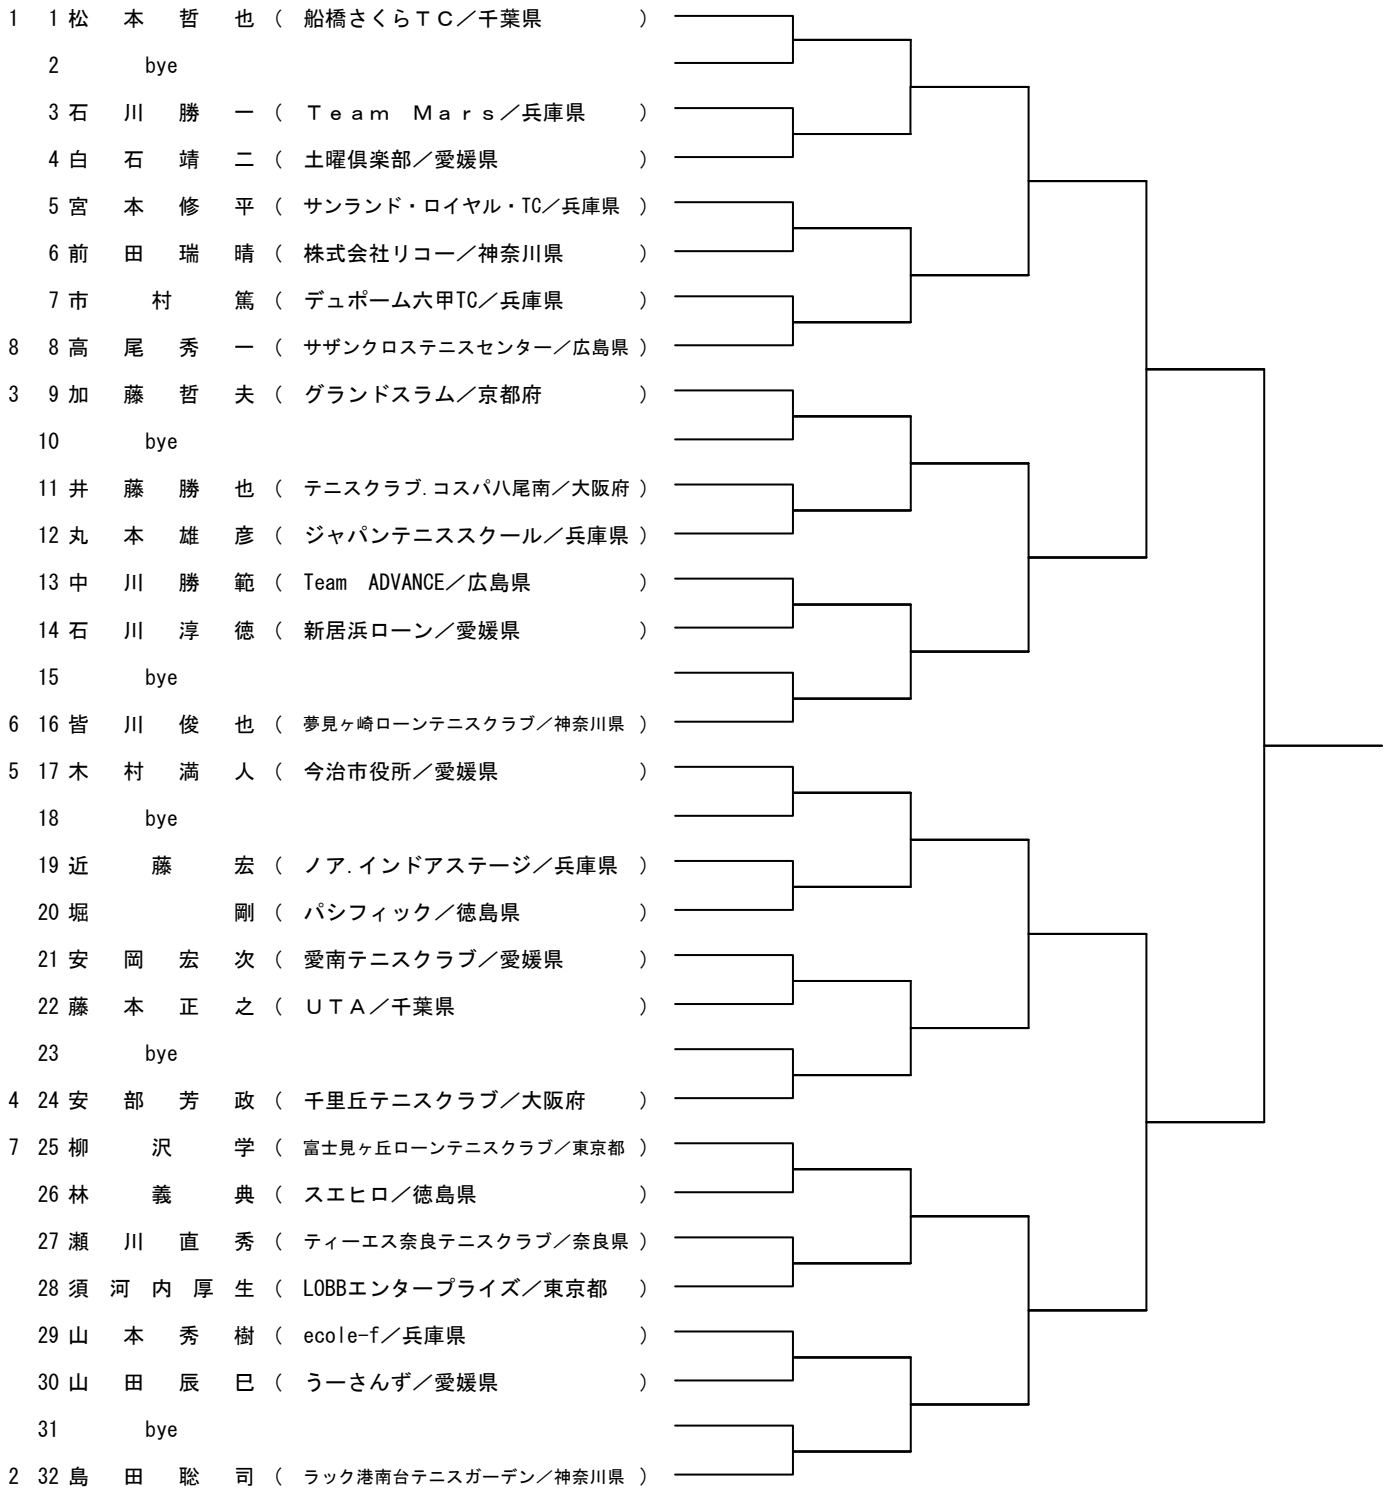 1 1 松本哲也 ( 船橋さくらＴＣ／千葉県 )
2 bye
3 石川勝一 ( Ｔｅａｍ　Ｍａｒｓ／兵庫県 )
4 白石靖二 ( 土曜倶楽部／愛媛県 )
5 宮本修平 ( サンランド・ロイヤル・TC／兵庫県 )
6 前田瑞晴 ( 株式会社リコー／神奈川県 )
7 市村篤 ( デュポーム六甲TC／兵庫県 )
8 8 高尾秀一 ( サザンクロステニスセンター／広島県 )
3 9 加藤哲夫 ( グランドスラム／京都府 )
10 bye
11 井藤勝也 ( テニスクラブ.コスパ八尾南／大阪府 )
12 丸本雄彦 ( ジャパンテニススクール／兵庫県 )
13 中川勝範 ( Team　ADVANCE／広島県 )
14 石川淳徳 ( 新居浜ローン／愛媛県 )
15 bye
6 16 皆川俊也 ( 夢見ヶ崎ローンテニスクラブ／神奈川県 )
5 17 木村満人 ( 今治市役所／愛媛県 )
18 bye
19 近藤宏 ( ノア.インドアステージ／兵庫県 )
20 堀剛 ( パシフィック／徳島県 )
21 安岡宏次 ( 愛南テニスクラブ／愛媛県 )
22 藤本正之 ( ＵＴＡ／千葉県 )
23 bye
4 24 安部芳政 ( 千里丘テニスクラブ／大阪府 )
7 25 柳沢学 ( 富士見ヶ丘ローンテニスクラブ／東京都 )
26 林義典 ( スエヒロ／徳島県 )
27 瀬川直秀 ( ティーエス奈良テニスクラブ／奈良県 )
28 須河内厚生 ( LOBBエンタープライズ／東京都 )
29 山本秀樹 ( ecole-f／兵庫県 )
30 山田辰巳 ( うーさんず／愛媛県 )
31 bye
2 32 島田聡司 ( ラック港南台テニスガーデン／神奈川県 )